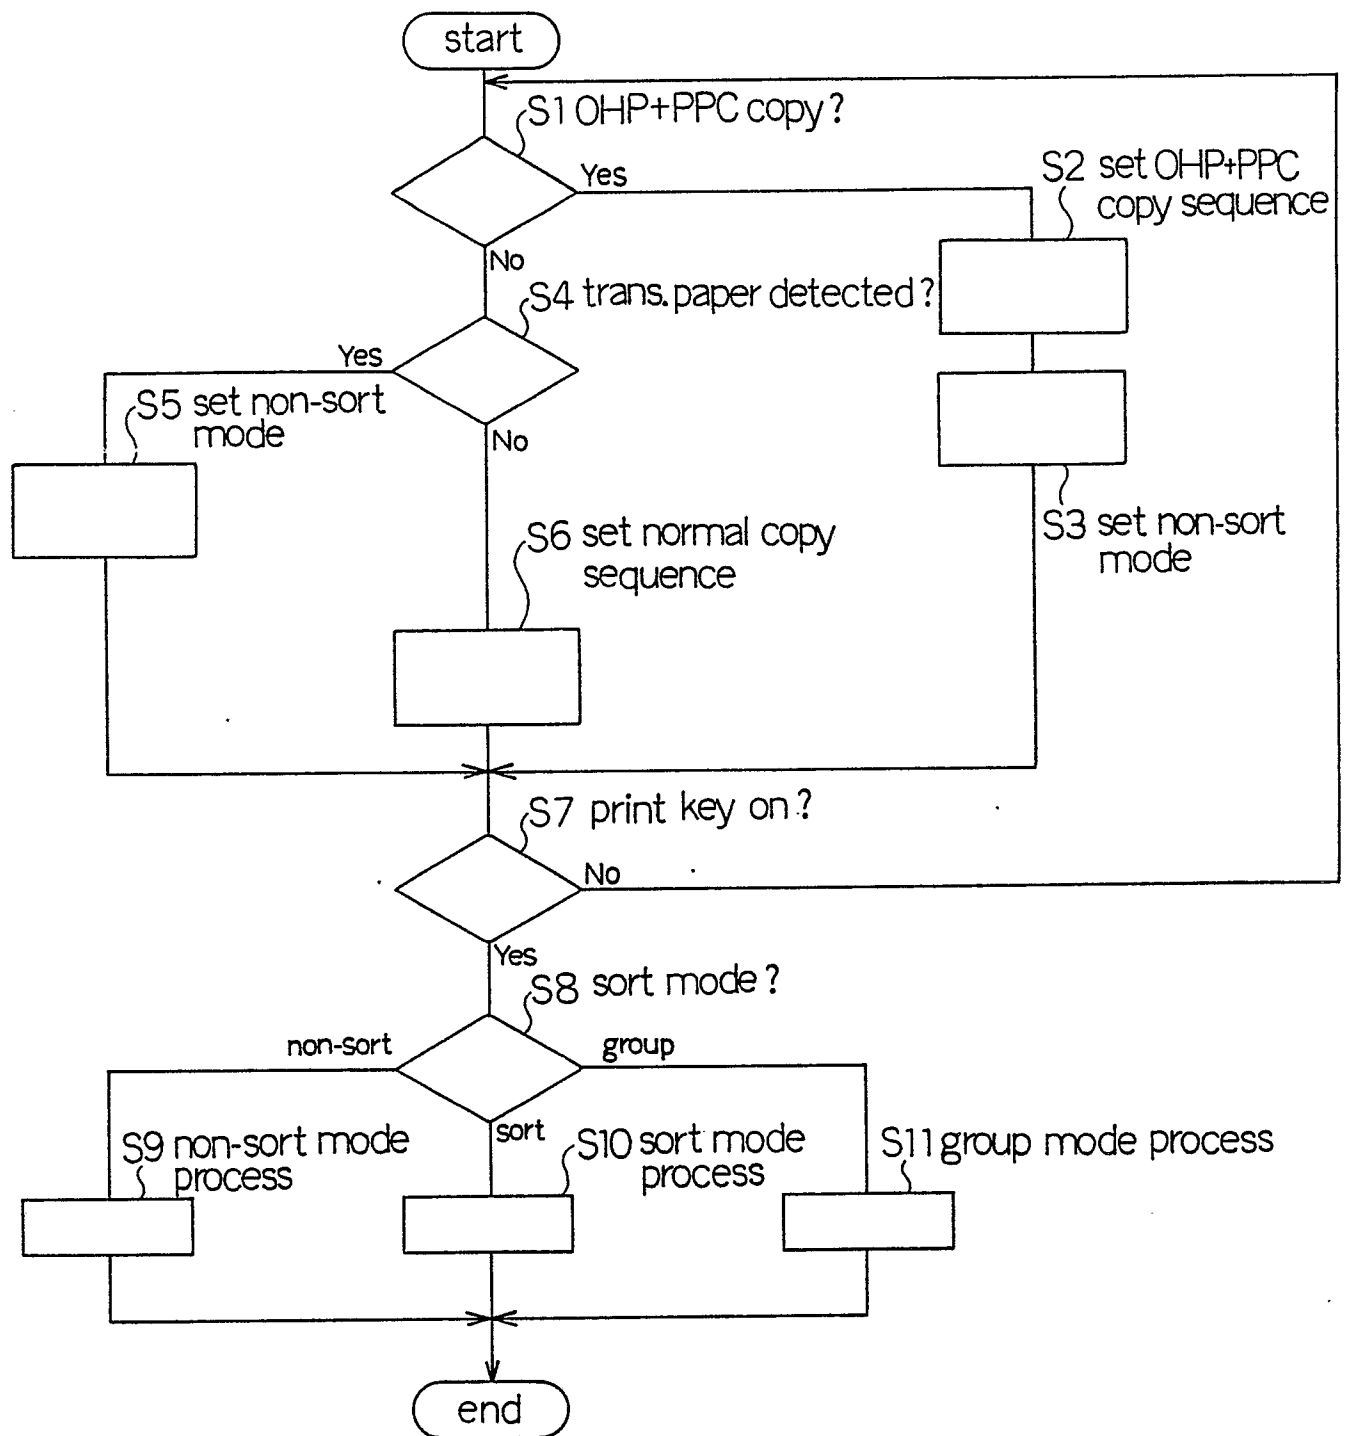 start
S1 OHP+PPC copy?
Yes
S2 set OHP+PPC
copy sequence
No
S4 trans. paper detected?
Yes
S5 set non-sort
mode
No
S3 set non-sort
mode
S6 set normal copy
sequence
S7 print key on?
No
Yes
S8 sort mode?
non-sort
group
sort
S9 non-sort mode
process
S10 sort mode
process
S11 group mode process
end